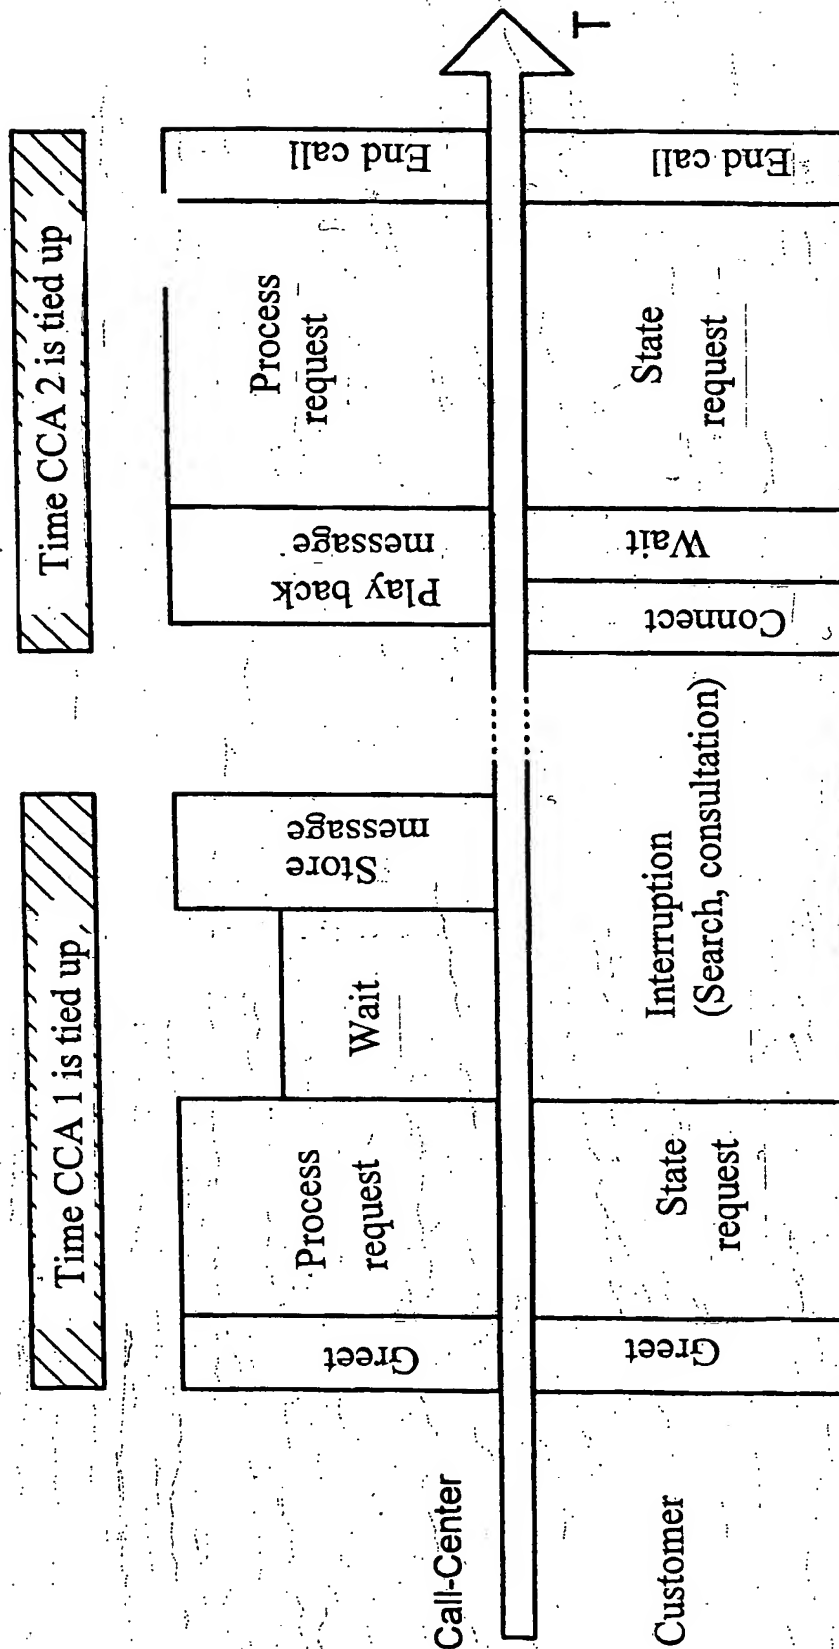 Time CCA 1 is tied up
Time CCA 2 is tied up
Call-Center
Greet
Process
request
Wait
Store
message
Play back
message
Process
request
End call
T
Customer
Greet
State
request
Interruption
(Search, consultation)
Connect
Wait
State
request
End call